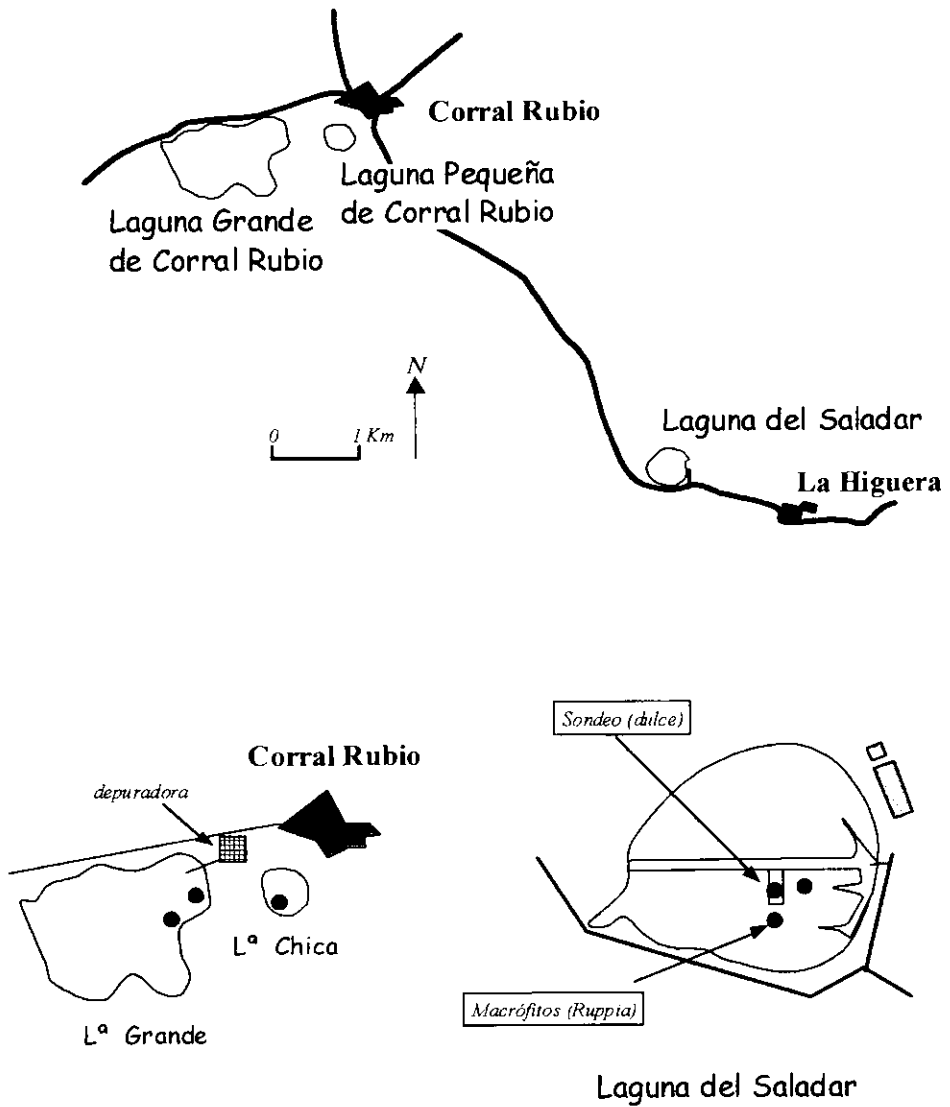 Corral Rubio
Laguna Pequeña
de Corral Rubio
Laguna Grande
de Corral Rubio
N
0 1 Km
Laguna del Saladar
La Higuera
Sondeo (dulce)
Corral Rubio
depuradora
Lª Chica
Macrófitos (Ruppia)
Lª Grande
Laguna del Saladar